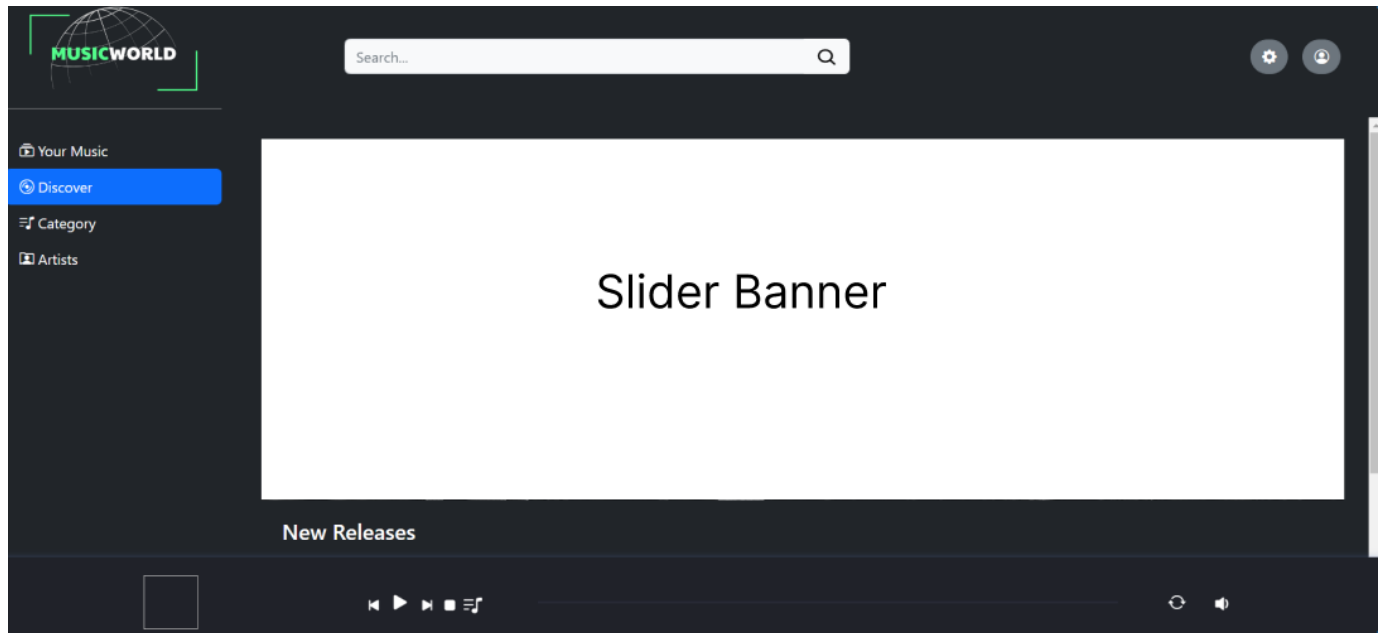 MUSICWORLD
Search...
Your Music
Discover
Category
Artists
Slider Banner
New Releases